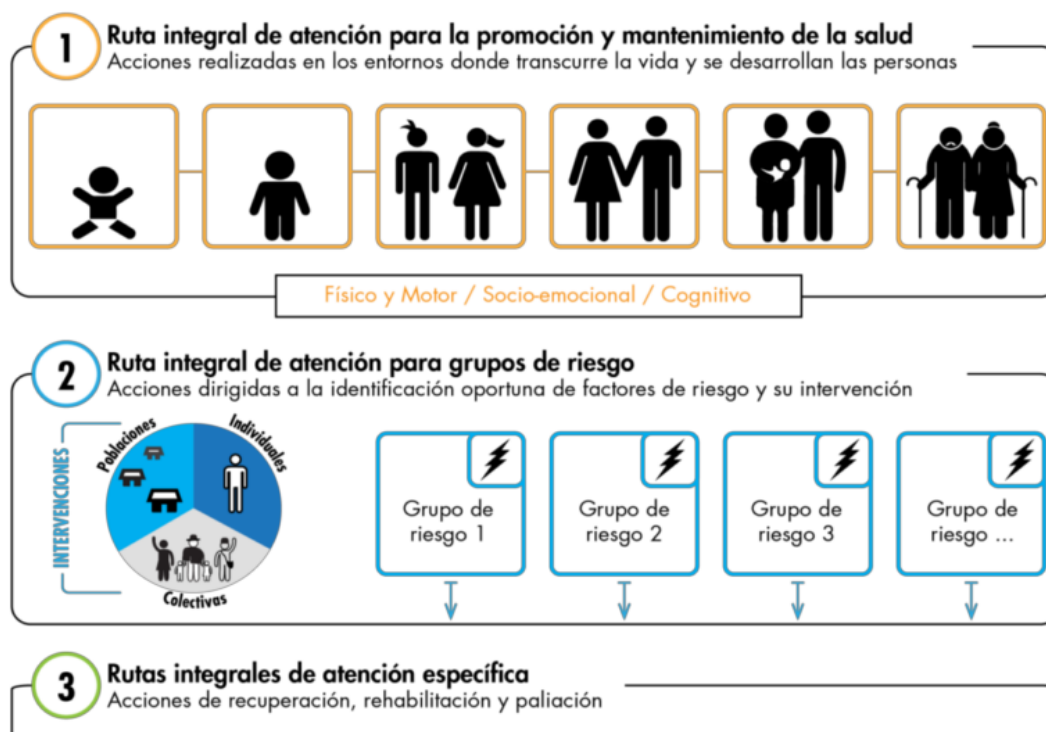 1
Ruta integral de atención para la promoción y mantenimiento de la salud
Acciones realizadas en los entornos donde transcurre la vida y se desarrollan las personas
Físico y Motor / Socio-emocional / Cognitivo
2
Ruta integral de atención para grupos de riesgo
Acciones dirigidas a la identificación oportuna de factores de riesgo y su intervención
INTERVENCIONES
Poblaciones
Individuales
Colectivas
Grupo de
riesgo 1
Grupo de
riesgo 2
Grupo de
riesgo 3
Grupo de
riesgo ...
3
Rutas integrales de atención específica
Acciones de recuperación, rehabilitación y paliación